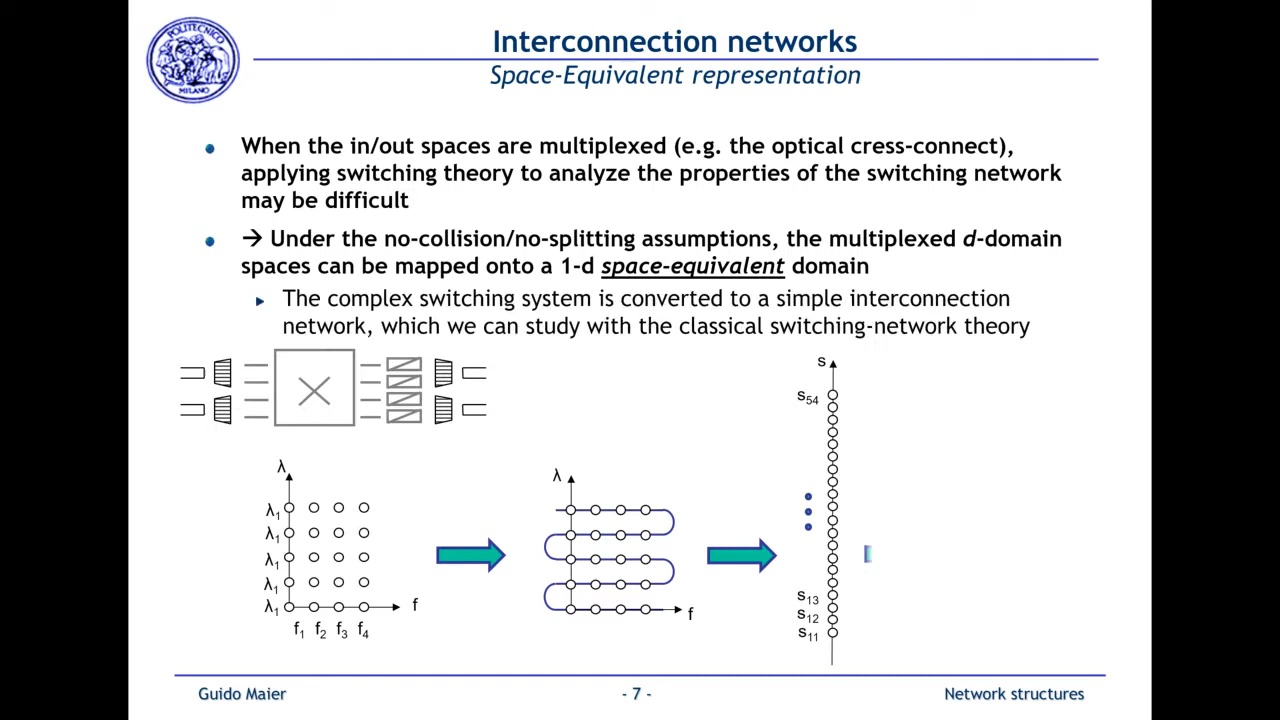 POLITECNICO
MILANO
Interconnection networks
Space-Equivalent representation
When the in/out spaces are multiplexed (e.g. the optical cress-connect),
applying switching theory to analyze the properties of the switching network
may be difficult
→ Under the no-collision/no-splitting assumptions, the multiplexed d-domain
spaces can be mapped onto a 1-d space-equivalent domain
The complex switching system is converted to a simple interconnection
network, which we can study with the classical switching-network theory
λ
λ1
λ1
λ1
λ1
λ1
f
f1 f2 f3 f4
λ
f
s
s54
s13
s12
s11
Guido Maier
- 7 -
Network structures